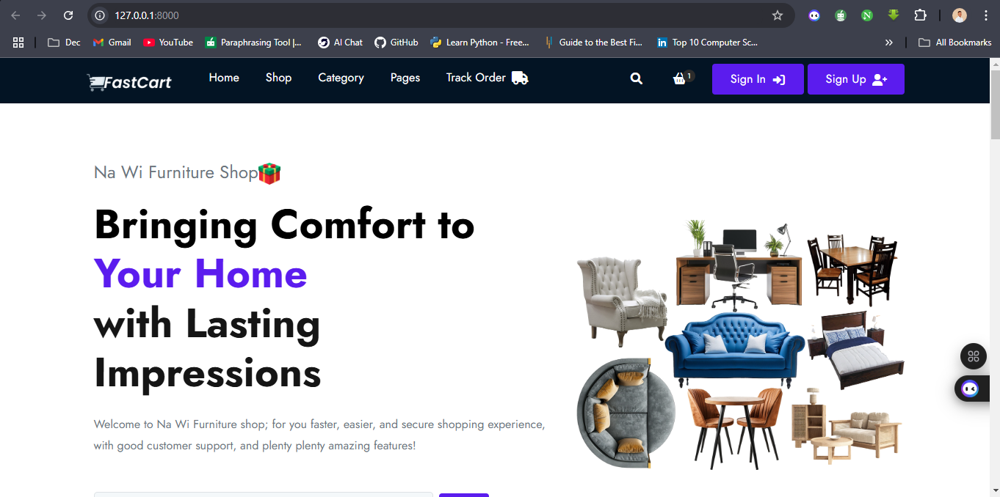 127.0.0.1:8000
Dec
Gmail
YouTube
Paraphrasing Tool |...
AI Chat
GitHub
Learn Python - Free...
Guide to the Best Fi...
Top 10 Computer Sc...
All Bookmarks
FastCart
Home
Shop
Category
Pages
Track Order
1
Sign In
Sign Up
Na Wi Furniture Shop
Bringing Comfort to
Your Home
with Lasting
Impressions
Welcome to Na Wi Furniture shop; for you faster, easier, and secure shopping experience,
with good customer support, and plenty plenty amazing features!